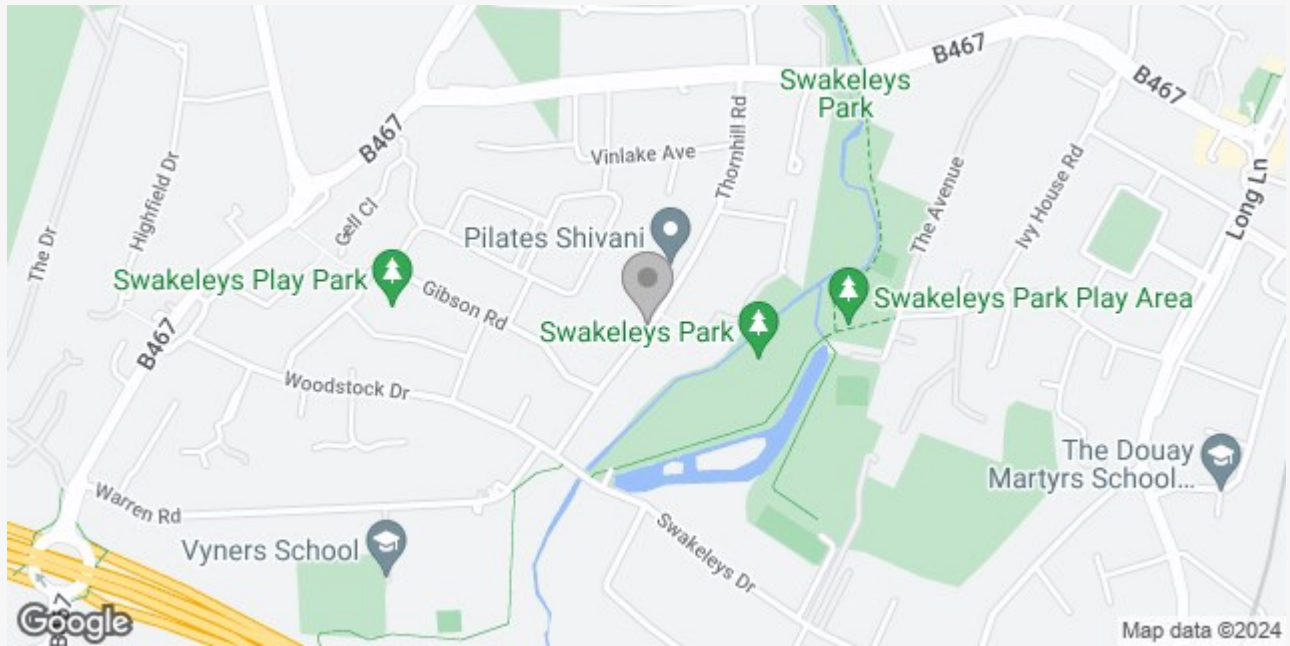 B467
Swakeleys
Park
B467
Thornhill Rd
B467
Vinlake Ave
Highfield Dr
The Avenue
Ivy House Rd
Long Ln
Gell Cl
Pilates Shivani
The Dr
Swakeleys Play Park
Gibson Rd
Swakeleys Park Play Area
Swakeleys Park
B467
Woodstock Dr
The Douay
Martyrs School...
Warren Rd
Swakeleys Dr
Vyners School
B467
Google
Map data ©2024